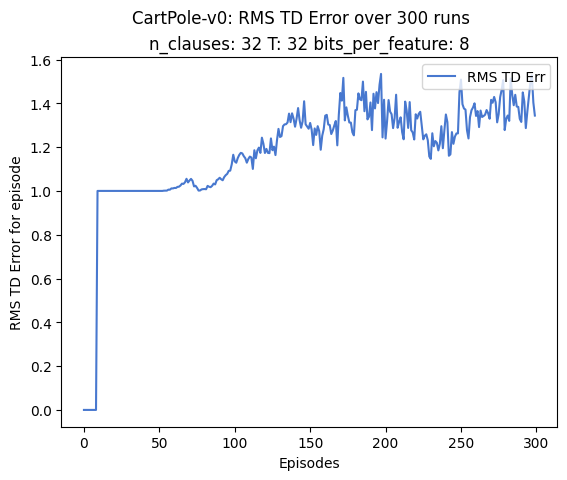 CartPole-v0: RMS TD Error over 300 runs
n_clauses: 32 T: 32 bits_per_feature: 8
RMS TD Err
1.6
1.4
1.2
1.0
0.8
0.6
0.4
0.2
0.0
RMS TD Error for episode
0 50 100 150 200 250 300
Episodes